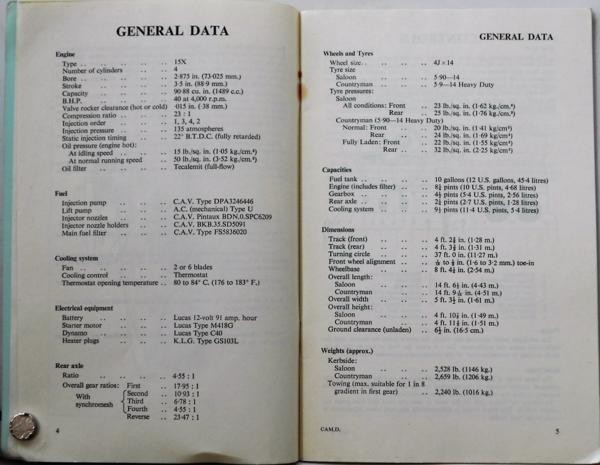 GENERAL DATA
Engine
Type .. .. .. .. .. 15X
Number of cylinders .. .. 4
Bore .. .. .. .. .. 2·875 in. (73·025 mm.)
Stroke .. .. .. .. 3·5 in. (88·9 mm.)
Capacity .. .. .. .. 90·88 cu. in. (1489 c.c.)
B.H.P. .. .. .. .. 40 at 4,000 r.p.m.
Valve rocker clearance (hot or cold) ·015 in. (·38 mm.)
Compression ratio .. .. .. 23 : 1
Injection order .. .. .. 1, 3, 4, 2
Injection pressure .. .. .. 135 atmospheres
Static injection timing .. .. 22° B.T.D.C. (fully retarded)
Oil pressure (engine hot):
At idling speed .. .. .. 15 lb./sq. in. (1·05 kg./cm.²)
At normal running speed .. 50 lb./sq. in. (3·52 kg./cm.²)
Oil filter .. .. .. .. Tecalemit (full-flow)
Fuel
Injection pump .. .. .. C.A.V. Type DPA3246446
Lift pump .. .. .. A.C. (mechanical) Type U
Injector nozzles .. .. .. C.A.V. Pintaux BDN.0.SPC6209
Injector nozzle holders .. .. C.A.V. BKB.35.SD5091
Main fuel filter .. .. .. C.A.V. Type FS5836020
Cooling system
Fan .. .. .. .. .. 2 or 6 blades
Cooling control .. .. .. Thermostat
Thermostat opening temperature .. 80 to 84° C. (176 to 183° F.)
Electrical equipment
Battery .. .. .. .. Lucas 12-volt 91 amp. hour
Starter motor .. .. .. Lucas Type M418G
Dynamo .. .. .. .. Lucas Type C40
Heater plugs .. .. .. K.L.G. Type GS103L
Rear axle
Ratio .. .. .. .. 4·55 : 1
Overall gear ratios: First .. .. 17·95 : 1
With synchromesh
Second .. .. 10·93 : 1
Third .. .. 6·78 : 1
Fourth .. .. 4·55 : 1
Reverse .. .. 23·47 : 1
4
GENERAL DATA
Wheels and Tyres
Wheel size .. .. .. .. 4J × 14
Tyre size
Saloon .. .. .. 5·90—14
Countryman .. .. .. 5·9—14 Heavy Duty
Tyre pressures:
Saloon
All conditions: Front .. 23 lb./sq. in. (1·62 kg./cm.²)
Rear .. 25 lb./sq. in. (1·76 kg./cm.²)
Countryman (5·90—14 Heavy Duty)
Normal: Front .. .. 20 lb./sq. in. (1·41 kg/cm²)
Rear .. .. 24 lb./sq. in. (1·69 kg/cm²)
Fully Laden: Front .. 22 lb./sq. in. (1·55 kg/cm²)
Rear .. .. 32 lb./sq. in. (2·25 kg/cm²)
Capacities
Fuel tank .. .. .. .. 10 gallons (12 U.S. gallons, 45·4 litres)
Engine (includes filter) .. .. 8¼ pints (10 U.S. pints, 4·68 litres)
Gearbox .. .. .. .. 4½ pints (5·4 U.S. pints, 2·56 litres)
Rear axle .. .. .. .. 2¼ pints (2·7 U.S. pints, 1·28 litres)
Cooling system .. .. .. 9½ pints (11·4 U.S. pints, 5·4 litres)
Dimensions
Track (front) .. .. .. 4 ft. 2⅜ in. (1·28 m.)
Track (rear) .. .. .. 4 ft. 3⅜ in. (1·31 m.)
Turning circle .. .. .. 37 ft. 0 in. (11·27 m.)
Front wheel alignment .. .. 1/16 to ⅛ in. (1·6 to 3·2 mm.) toe-in
Wheelbase .. .. .. 8 ft. 4¼ in. (2·54 m.)
Overall length:
Saloon .. .. .. 14 ft. 6½ in. (4·43 m.)
Countryman .. .. .. 14 ft. in. (4·51 m.)
Overall width .. .. .. 5 ft. 3½ in. (1·61 m.)
Overall height:
Saloon .. .. .. 4 ft. 10⅞ in. (1·49 m.)
Countryman .. .. .. 4 ft. in. (1·51 m.)
Ground clearance (unladen) .. 6½ in. (16·5 cm.)
Weights (approx.)
Kerbside:
Saloon .. .. .. 2,528 lb. (1146 kg.)
Countryman .. .. .. 2,659 lb. (1206 kg.)
Towing (max. suitable for 1 in 8
gradient in first gear) .. .. 2,240 lb. (1016 kg.)
CAM.D.
5